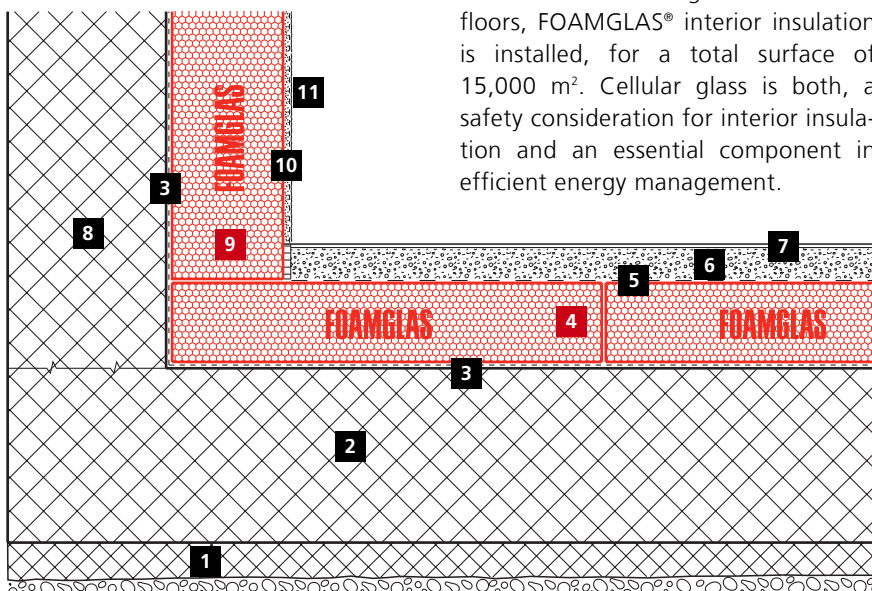 floors, FOAMGLAS® interior insulation
is installed, for a total surface of
15,000 m². Cellular glass is both, a
safety consideration for interior insula-
tion and an essential component in
efficient energy management.
11
FOAMGLAS
10
3
8
9
7
6
5
FOAMGLAS
4
FOAMGLAS
3
2
1